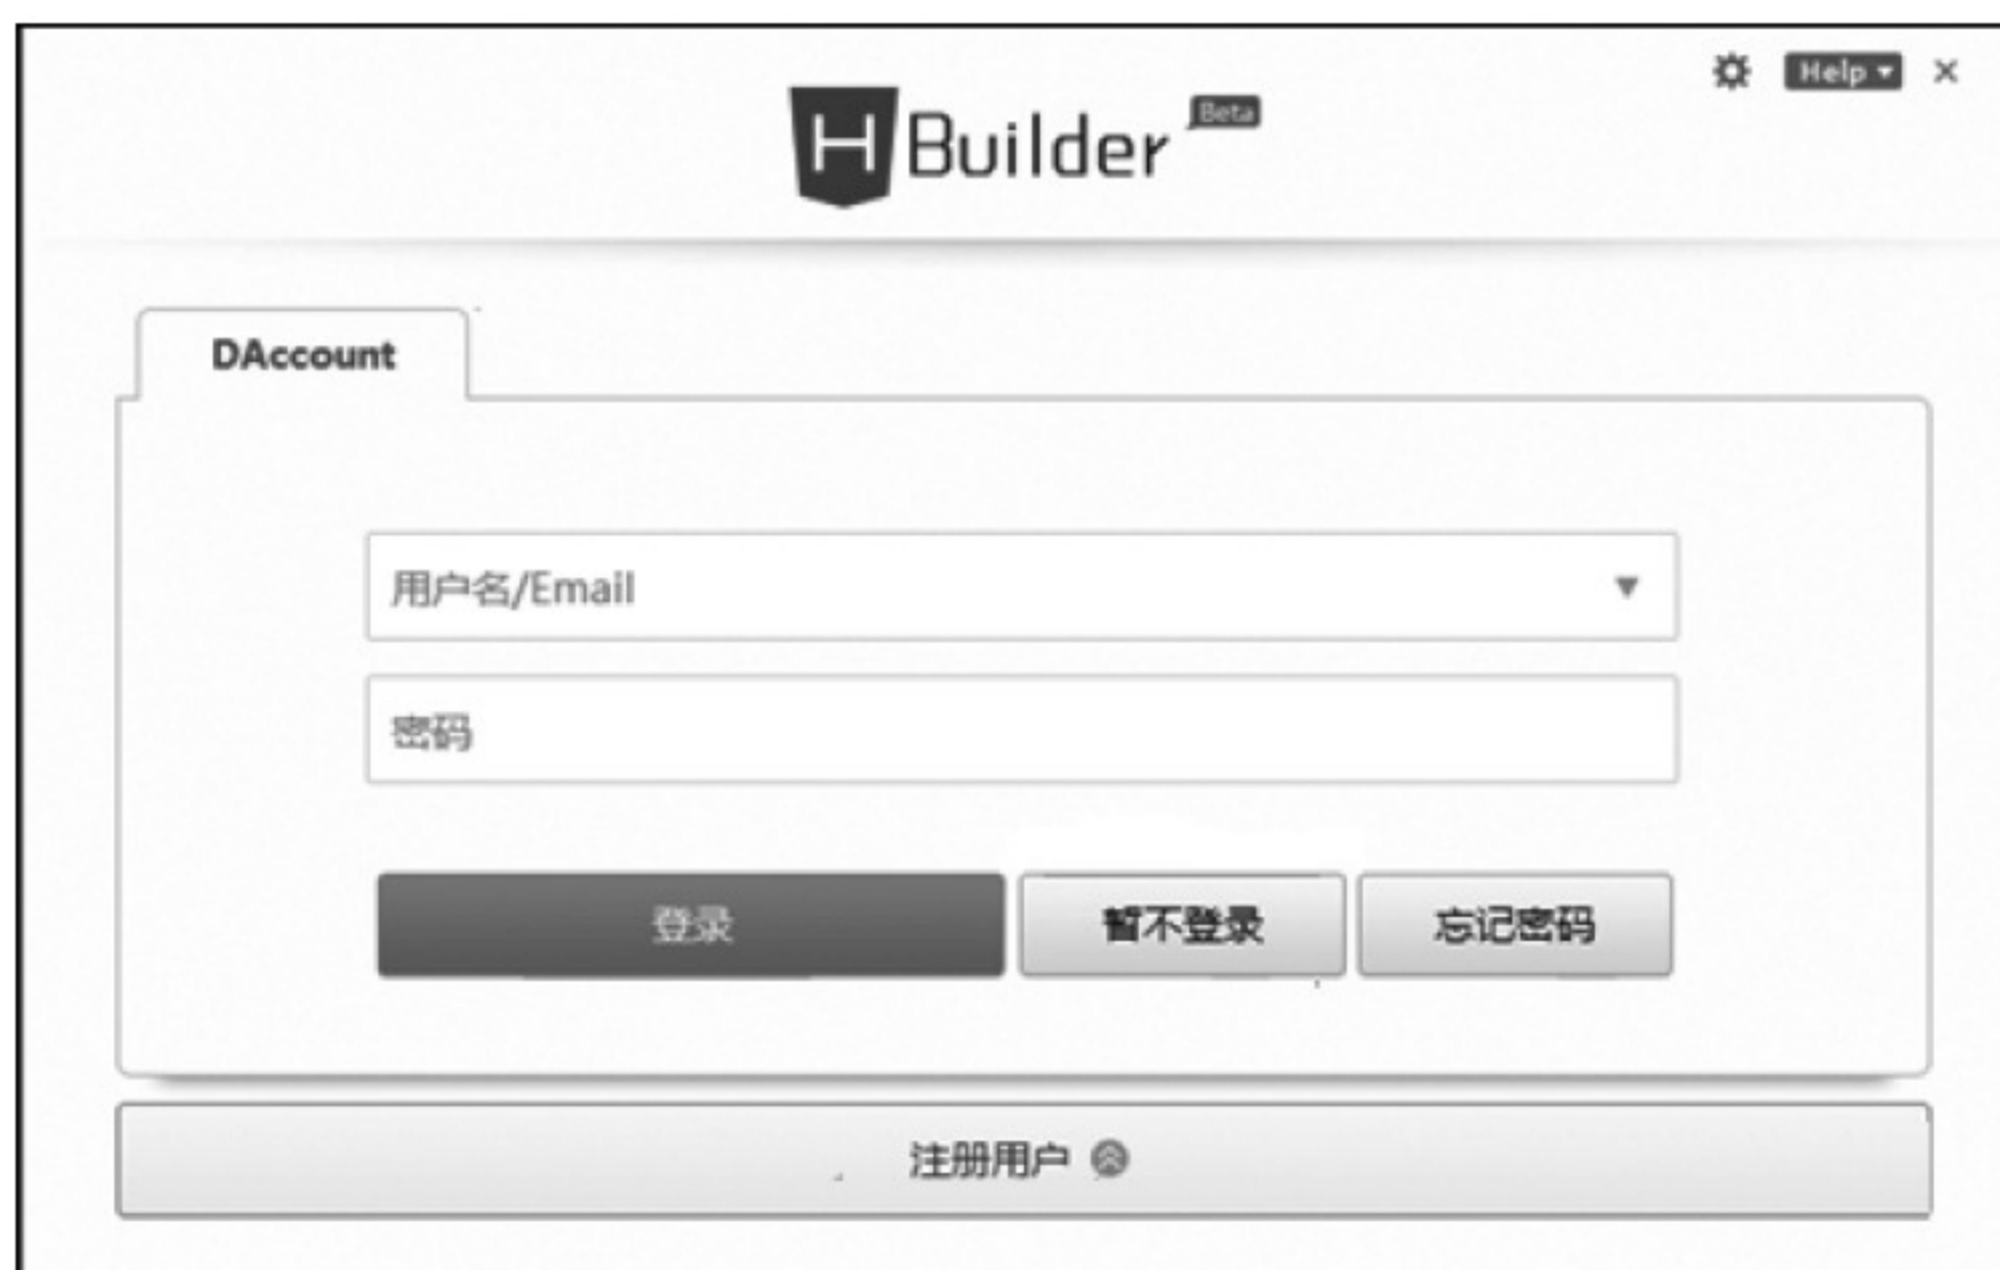 Help
HBuilder Beta
DAccount
用户名/Email
密码
登录 暂不登录 忘记密码
注册用户